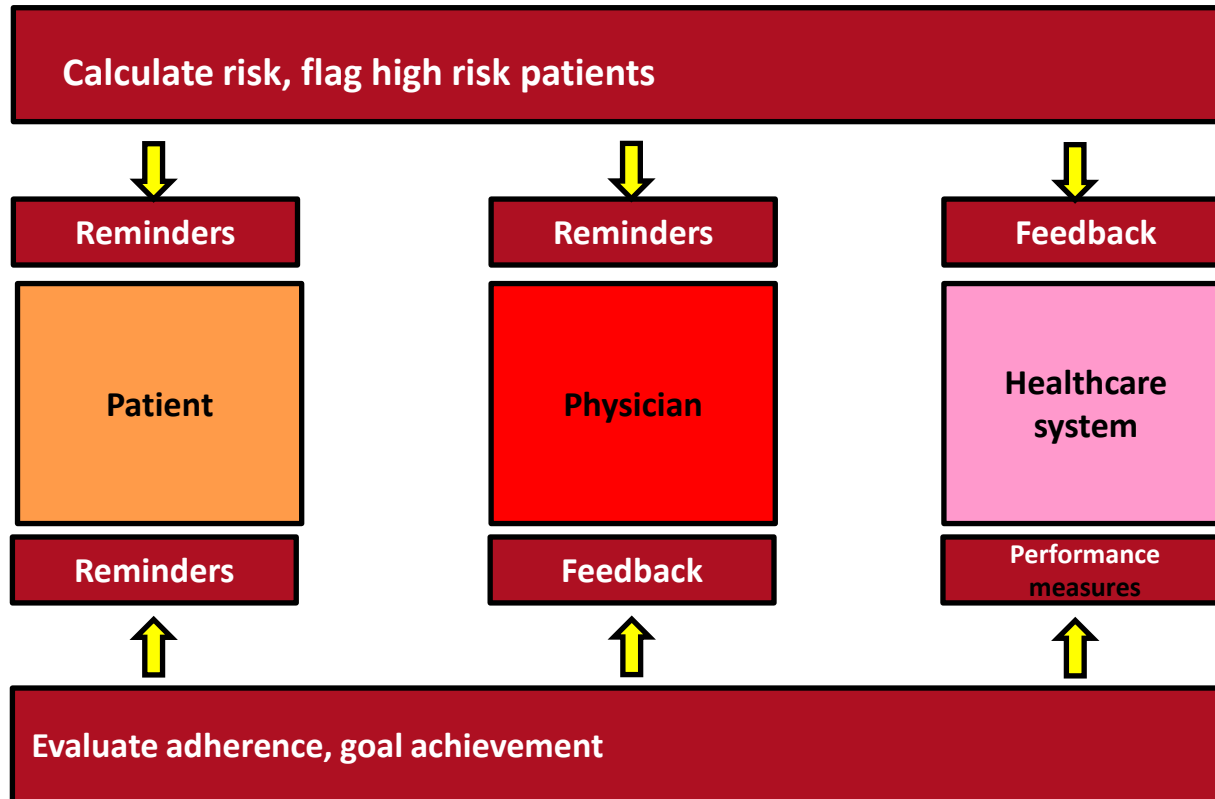 Calculate risk, flag high risk patients
Reminders
Reminders
Feedback
Patient
Physician
Healthcare
system
Reminders
Feedback
Performance
measures
Evaluate adherence, goal achievement